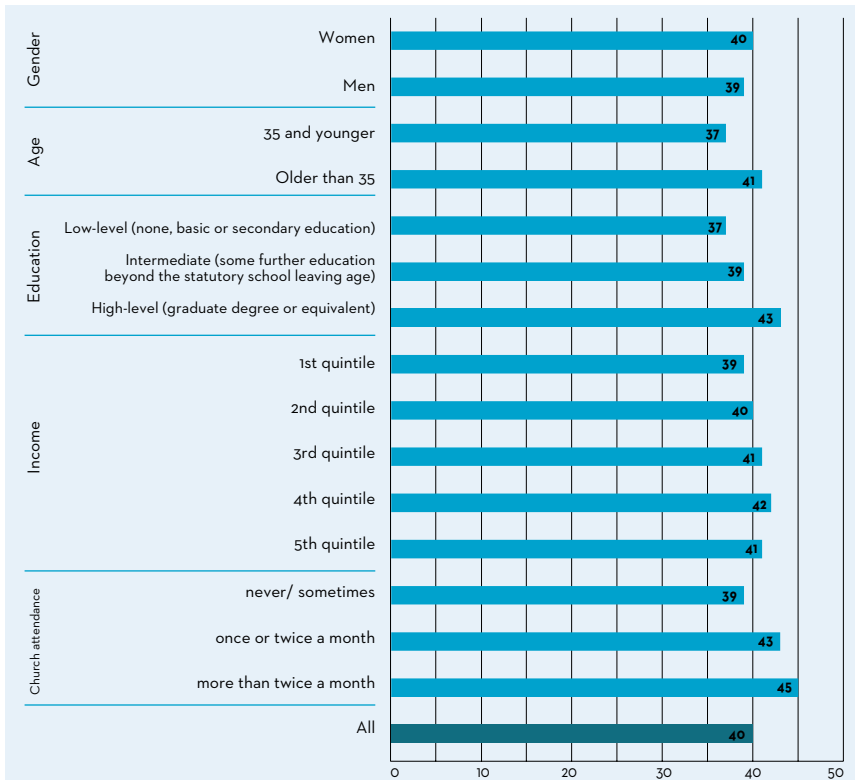 Gender
Women
40
Men
39
Age
35 and younger
37
Older than 35
41
Education
Low-level (none, basic or secondary education)
37
Intermediate (some further education
beyond the statutory school leaving age)
39
High-level (graduate degree or equivalent)
43
Income
1st quintile
39
2nd quintile
40
3rd quintile
41
4th quintile
42
5th quintile
41
Church attendance
never/ sometimes
39
once or twice a month
43
more than twice a month
45
All
40
0 10 20 30 40 50